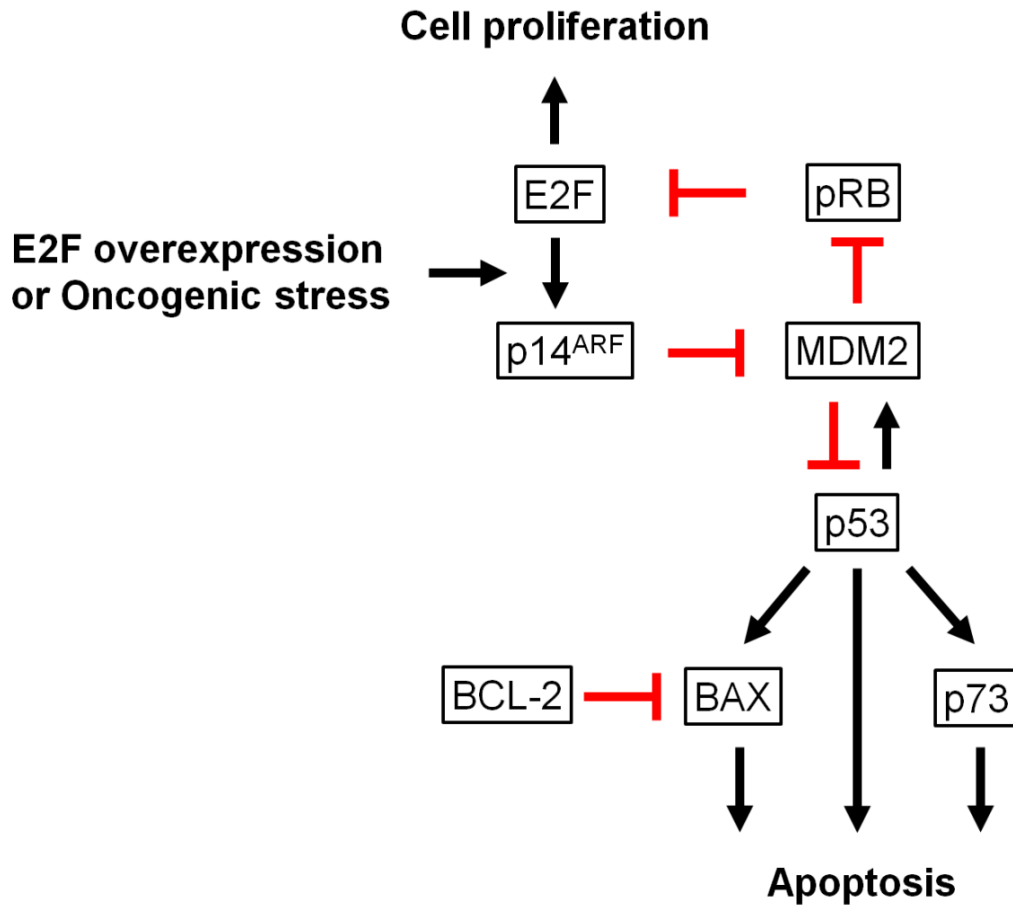 Cell proliferation
E2F
pRB
E2F overexpression
or Oncogenic stress
p14ARF
MDM2
p53
BCL-2
BAX
p73
Apoptosis